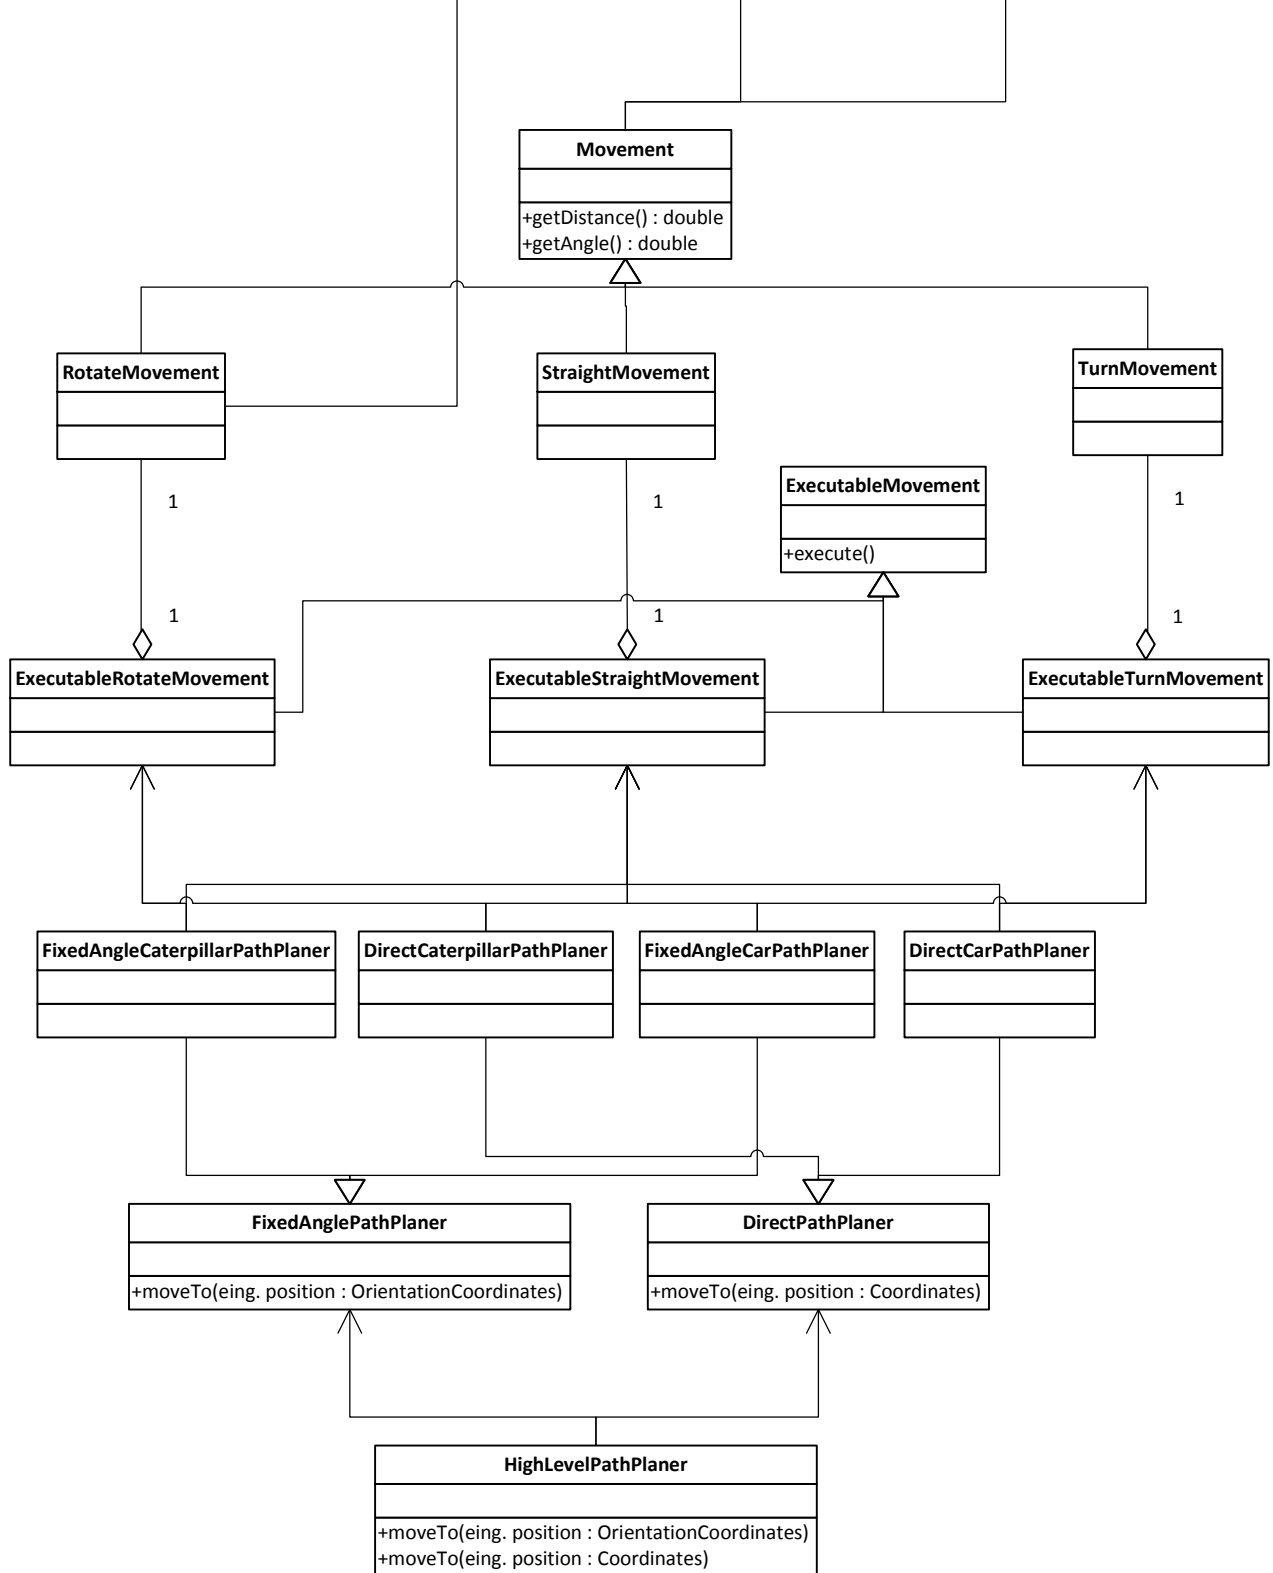 Movement
+getDistance() : double
+getAngle() : double
RotateMovement
StraightMovement
TurnMovement
ExecutableMovement
+execute()
1
1
1
1
1
1
ExecutableRotateMovement
ExecutableStraightMovement
ExecutableTurnMovement
FixedAngleCaterpillarPathPlaner
DirectCaterpillarPathPlaner
FixedAngleCarPathPlaner
DirectCarPathPlaner
FixedAnglePathPlaner
+moveTo(eing. position : OrientationCoordinates)
DirectPathPlaner
+moveTo(eing. position : Coordinates)
HighLevelPathPlaner
+moveTo(eing. position : OrientationCoordinates)
+moveTo(eing. position : Coordinates)